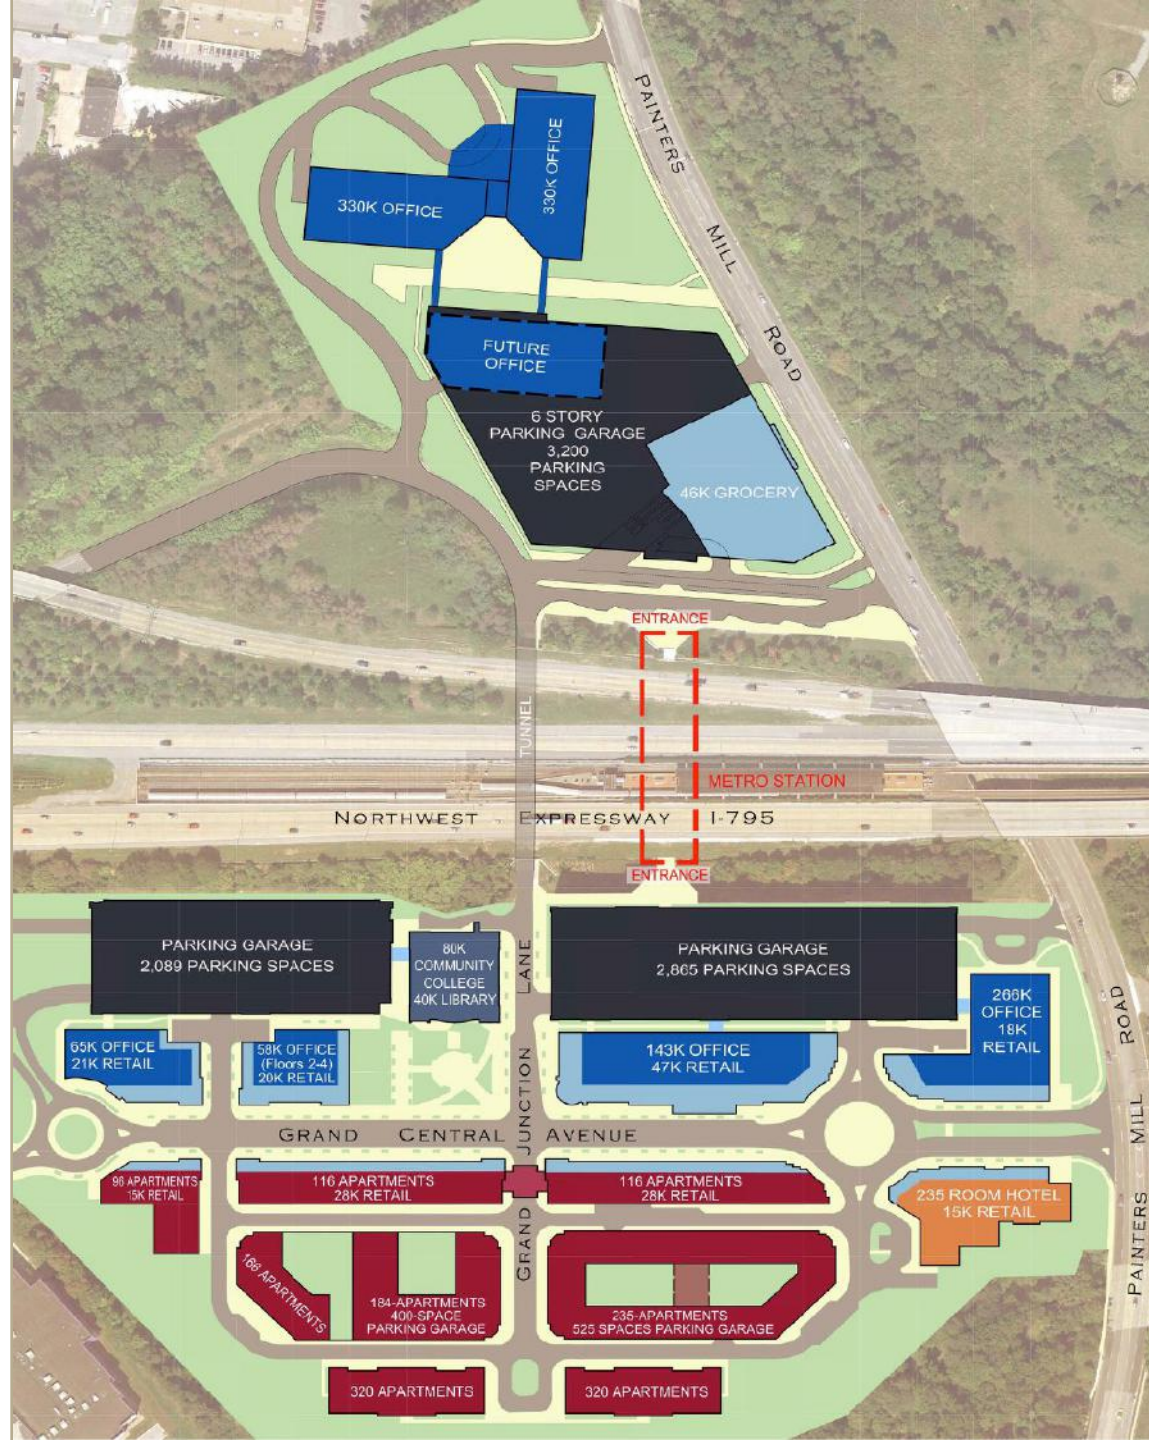 PAINTERS
MILL
ROAD
330K OFFICE
330K OFFICE
FUTURE
OFFICE
6 STORY
PARKING GARAGE
3,200
PARKING
SPACES
46K GROCERY
ENTRANCE
TUNNEL
METRO STATION
NORTHWEST EXPRESSWAY I-795
ENTRANCE
PARKING GARAGE
2,089 PARKING SPACES
80K
COMMUNITY
COLLEGE
40K LIBRARY
PARKING GARAGE
2,865 PARKING SPACES
65K OFFICE
21K RETAIL
58K OFFICE
(Floors 2-4)
20K RETAIL
143K OFFICE
47K RETAIL
266K
OFFICE
18K
RETAIL
GRAND CENTRAL AVENUE
GRAND JUNCTION LANE
96 APARTMENTS
15K RETAIL
116 APARTMENTS
28K RETAIL
116 APARTMENTS
28K RETAIL
235 ROOM HOTEL
15K RETAIL
166 APARTMENTS
184-APARTMENTS
400-SPACE
PARKING GARAGE
235-APARTMENTS
525 SPACES PARKING GARAGE
320 APARTMENTS
320 APARTMENTS
PAINTERS MILL ROAD